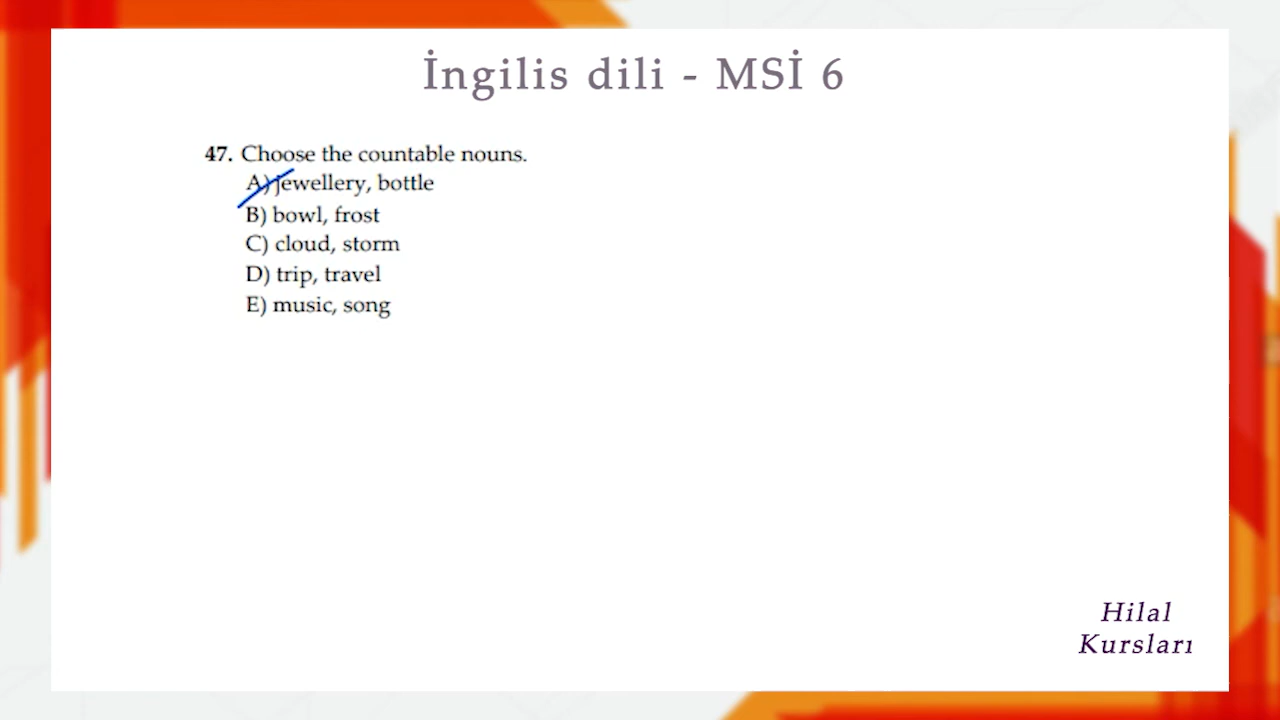 İngilis dili - MSİ 6
47. Choose the countable nouns.
A) jewellery, bottle
B) bowl, frost
C) cloud, storm
D) trip, travel
E) music, song
Hilal
Kursları